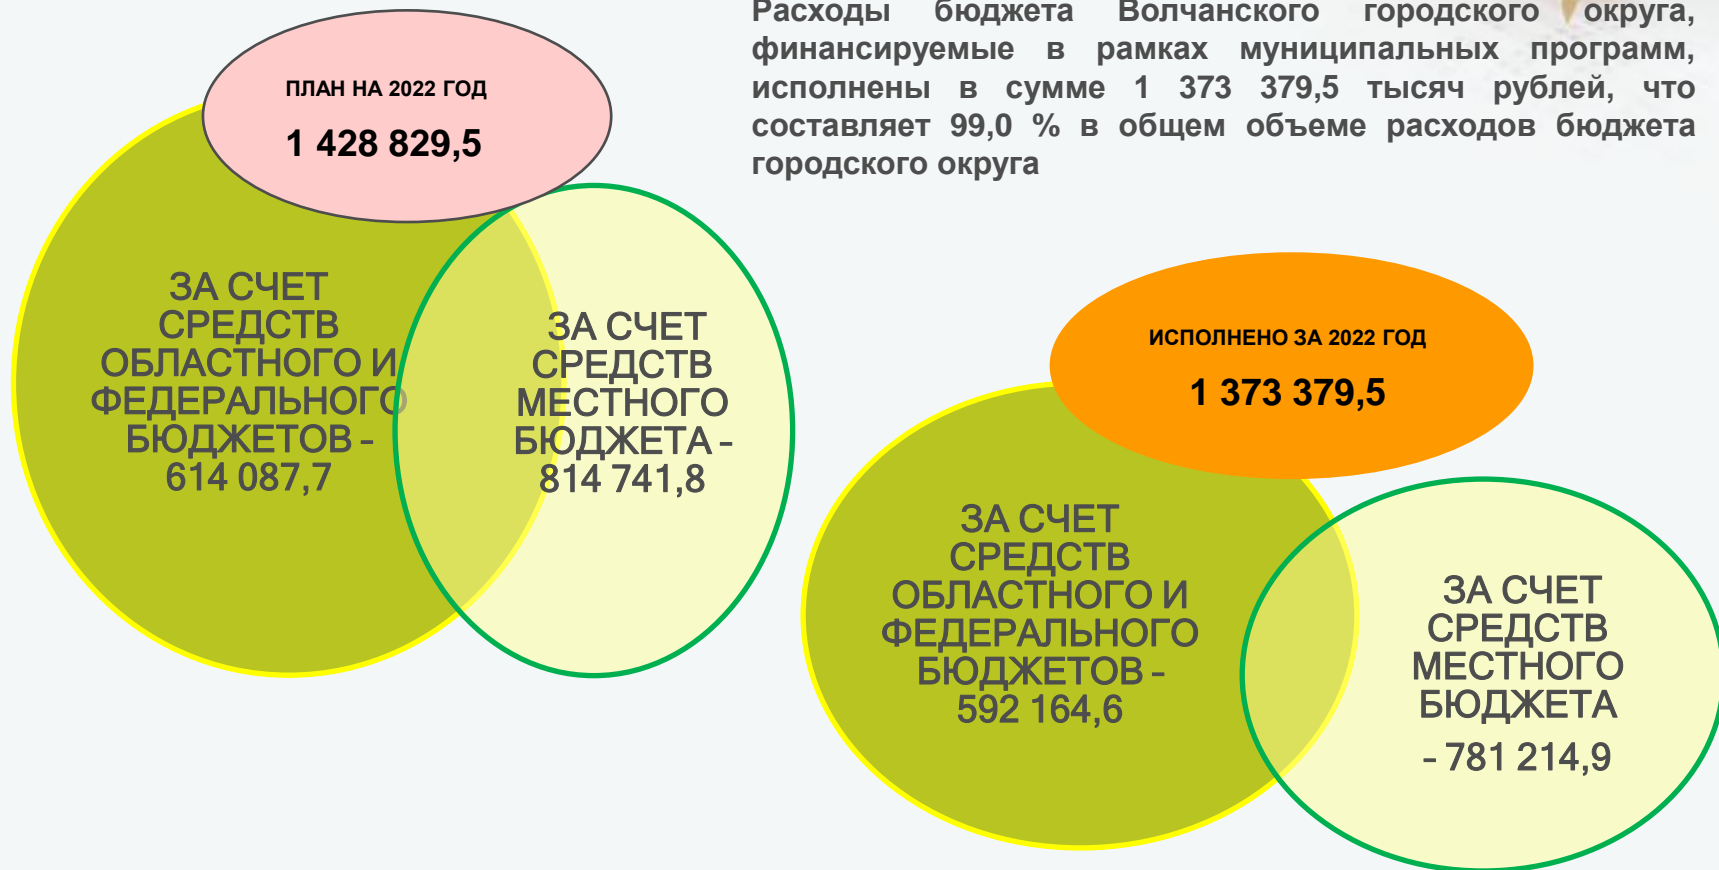 Расходы бюджета Волчанского городского округа,
финансируемые в рамках муниципальных программ,
исполнены в сумме 1 373 379,5 тысяч рублей, что
составляет 99,0 % в общем объеме расходов бюджета
городского округа
ПЛАН НА 2022 ГОД
1 428 829,5
ЗА СЧЕТ
СРЕДСТВ
ОБЛАСТНОГО И
ФЕДЕРАЛЬНОГО
БЮДЖЕТОВ –
614 087,7
ЗА СЧЕТ
СРЕДСТВ
МЕСТНОГО
БЮДЖЕТА –
814 741,8
ИСПОЛНЕНО ЗА 2022 ГОД
1 373 379,5
ЗА СЧЕТ
СРЕДСТВ
ОБЛАСТНОГО И
ФЕДЕРАЛЬНОГО
БЮДЖЕТОВ –
592 164,6
ЗА СЧЕТ
СРЕДСТВ
МЕСТНОГО
БЮДЖЕТА
– 781 214,9